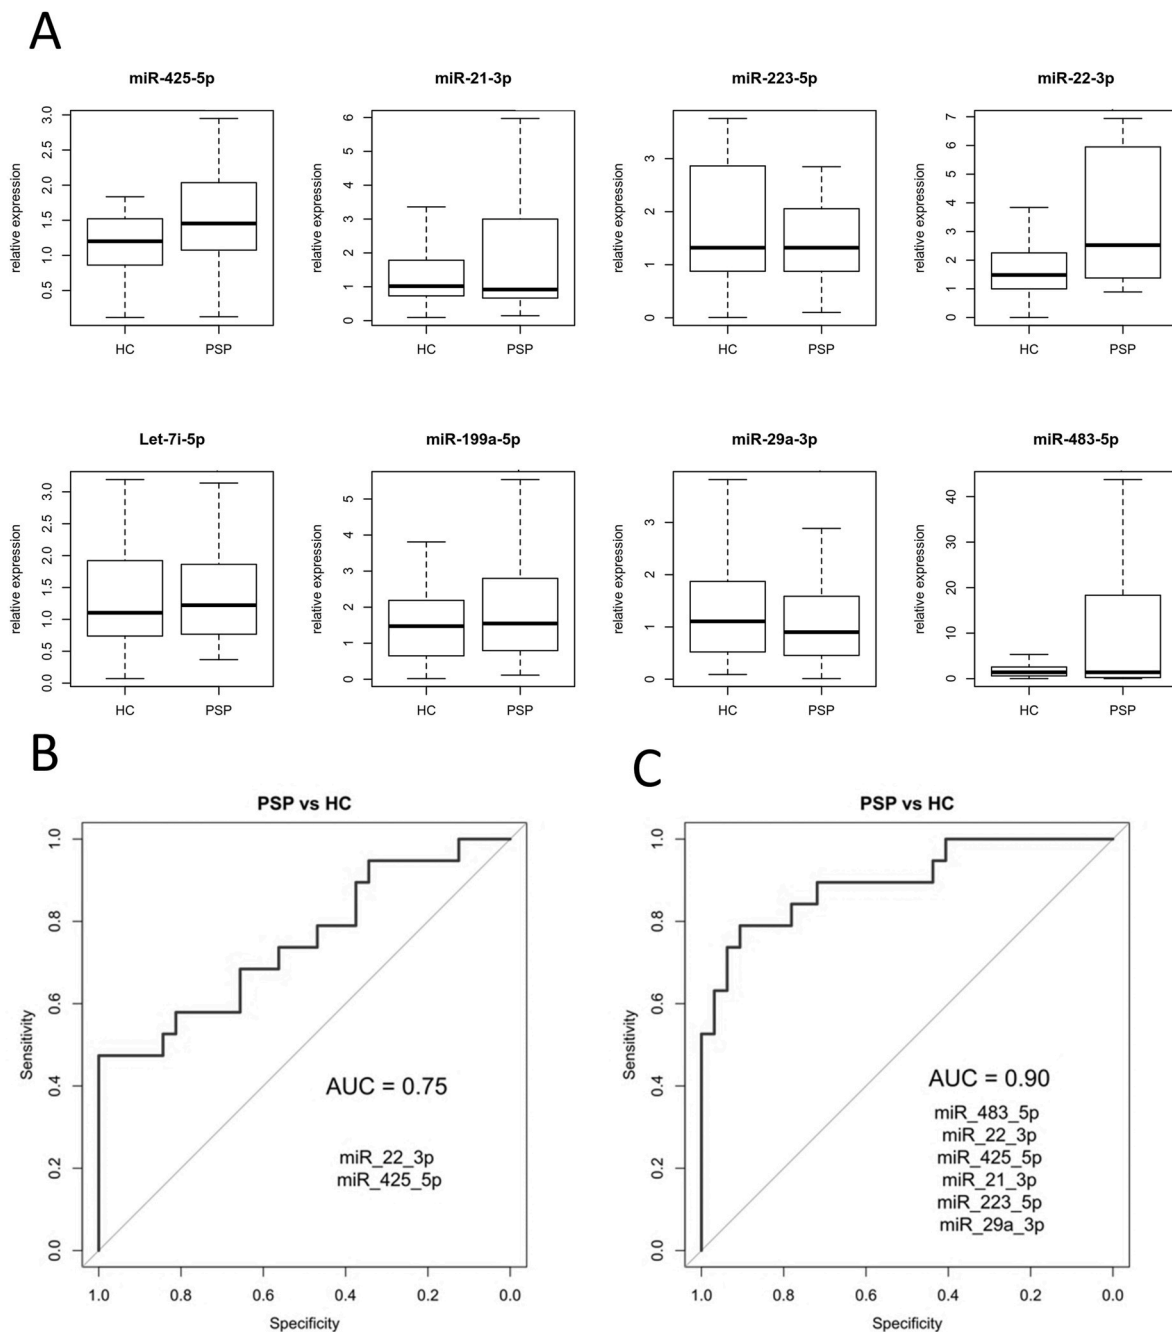 A
miR-425-5p
relative expression
3.0
2.5
2.0
1.5
1.0
0.5
HC PSP
miR-21-3p
relative expression
6
5
4
3
2
1
0
HC PSP
miR-223-5p
relative expression
3
2
1
0
HC PSP
miR-22-3p
relative expression
7
6
5
4
3
2
1
0
HC PSP
Let-7i-5p
relative expression
3.0
2.5
2.0
1.5
1.0
0.5
0.0
HC PSP
miR-199a-5p
relative expression
5
4
3
2
1
0
HC PSP
miR-29a-3p
relative expression
3
2
1
0
HC PSP
miR-483-5p
relative expression
40
30
20
10
0
HC PSP
B
PSP vs HC
Sensitivity
1.0
0.8
0.6
0.4
0.2
0.0
AUC = 0.75
miR_22_3p
miR_425_5p
1.0 0.8 0.6 0.4 0.2 0.0
Specificity
C
PSP vs HC
Sensitivity
1.0
0.8
0.6
0.4
0.2
0.0
AUC = 0.90
miR_483_5p
miR_22_3p
miR_425_5p
miR_21_3p
miR_223_5p
miR_29a_3p
1.0 0.8 0.6 0.4 0.2 0.0
Specificity